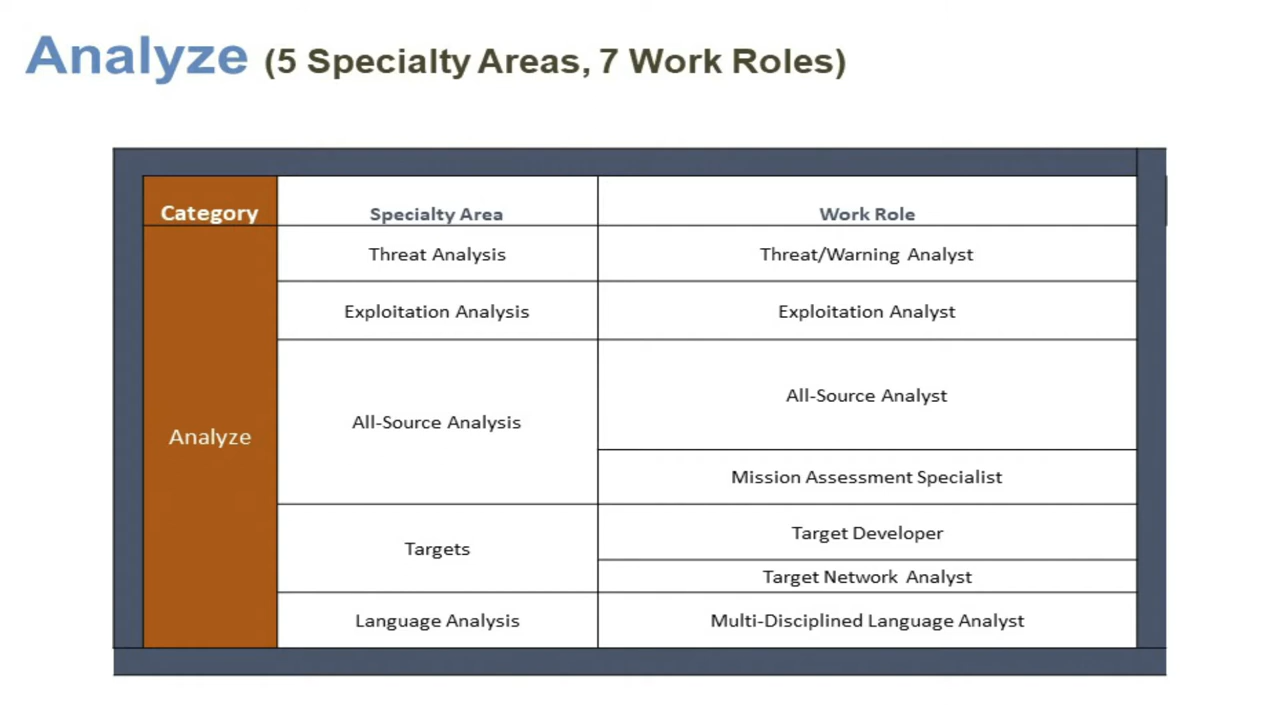 Analyze (5 Specialty Areas, 7 Work Roles)
Category Specialty Area Work Role
Threat Analysis Threat/Warning Analyst
Exploitation Analysis Exploitation Analyst
All-Source Analyst
All-Source Analysis
Analyze
Mission Assessment Specialist
Target Developer
Targets
Target Network Analyst
Language Analysis Multi-Disciplined Language Analyst